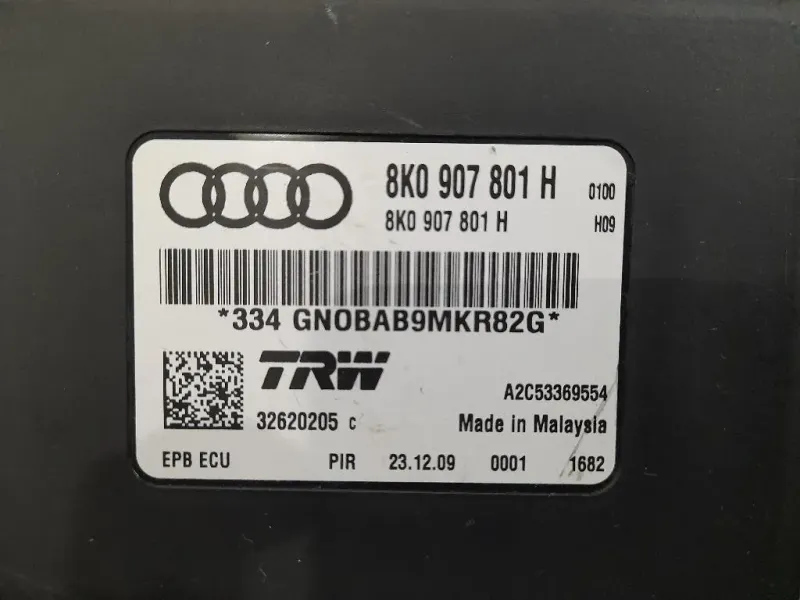 8K0 907 801 H 0100
8K0 907 801 H H09
*334 GNOBAB9MKR82G*
TRW
A2C53369554
32620205 C Made in Malaysia
EPB ECU PIR 23.12.09 0001 1682